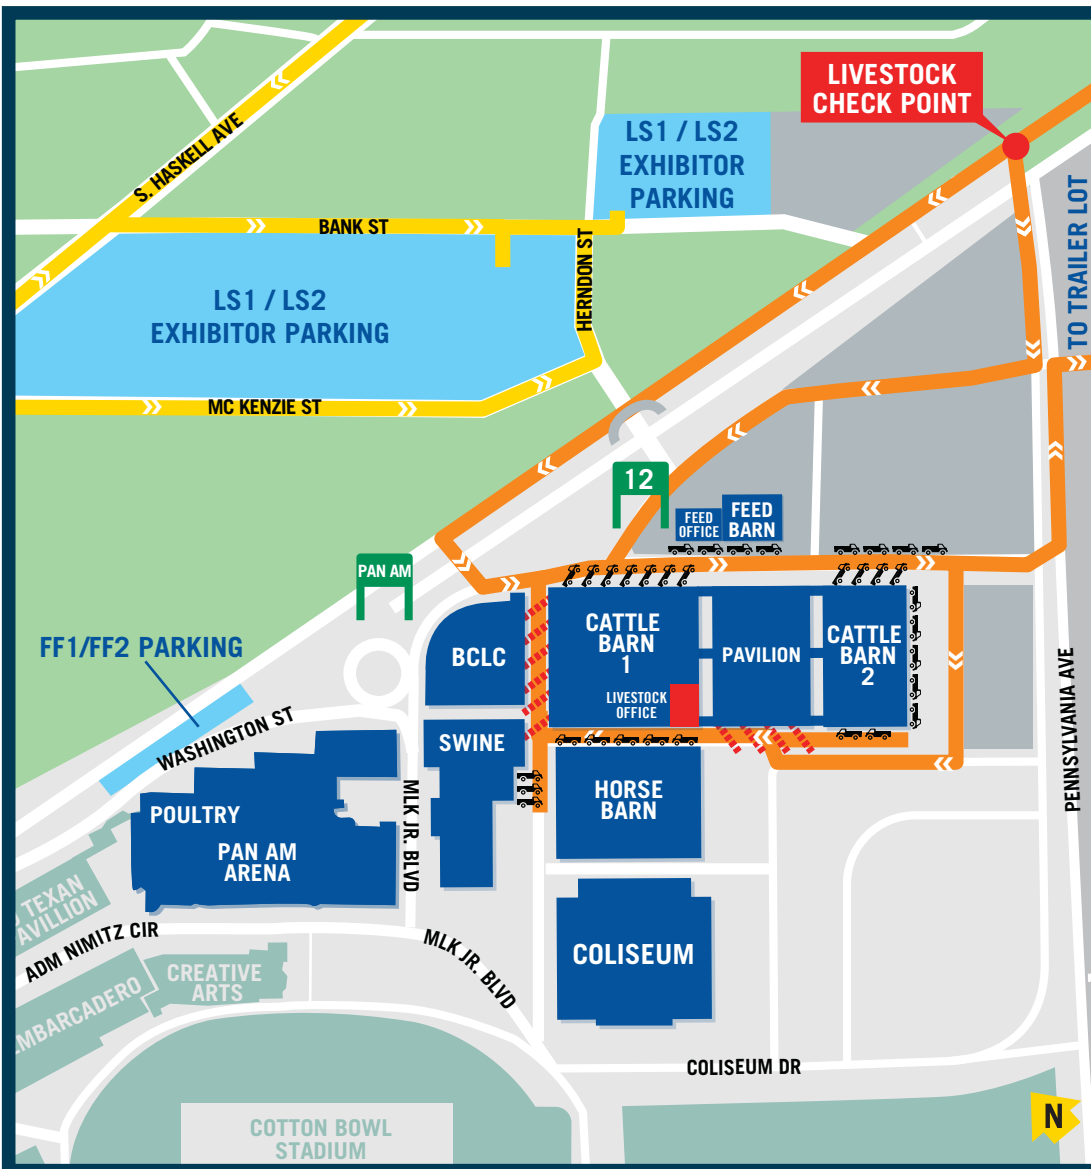 LIVESTOCK
CHECK POINT
LS1 / LS2
EXHIBITOR
PARKING
S. HASKELL AVE
BANK ST
HERNDON ST
TO TRAILER LOT
LS1 / LS2
EXHIBITOR PARKING
MC KENZIE ST
12
FEED
OFFICE
FEED
BARN
PAN AM
CATTLE
BARN
1
PAVILION
CATTLE
BARN
2
BCLC
LIVESTOCK
OFFICE
FF1/FF2 PARKING
WASHINGTON ST
SWINE
PENNSYLVANIA AVE
HORSE
BARN
MLK JR. BLVD
POULTRY
PAN AM
ARENA
TEXAN
ADM NIMITZ CIR
MLK JR. BLVD
COLISEUM
CREATIVE
ARTS
COLISEUM DR
N
COTTON BOWL
STADIUM